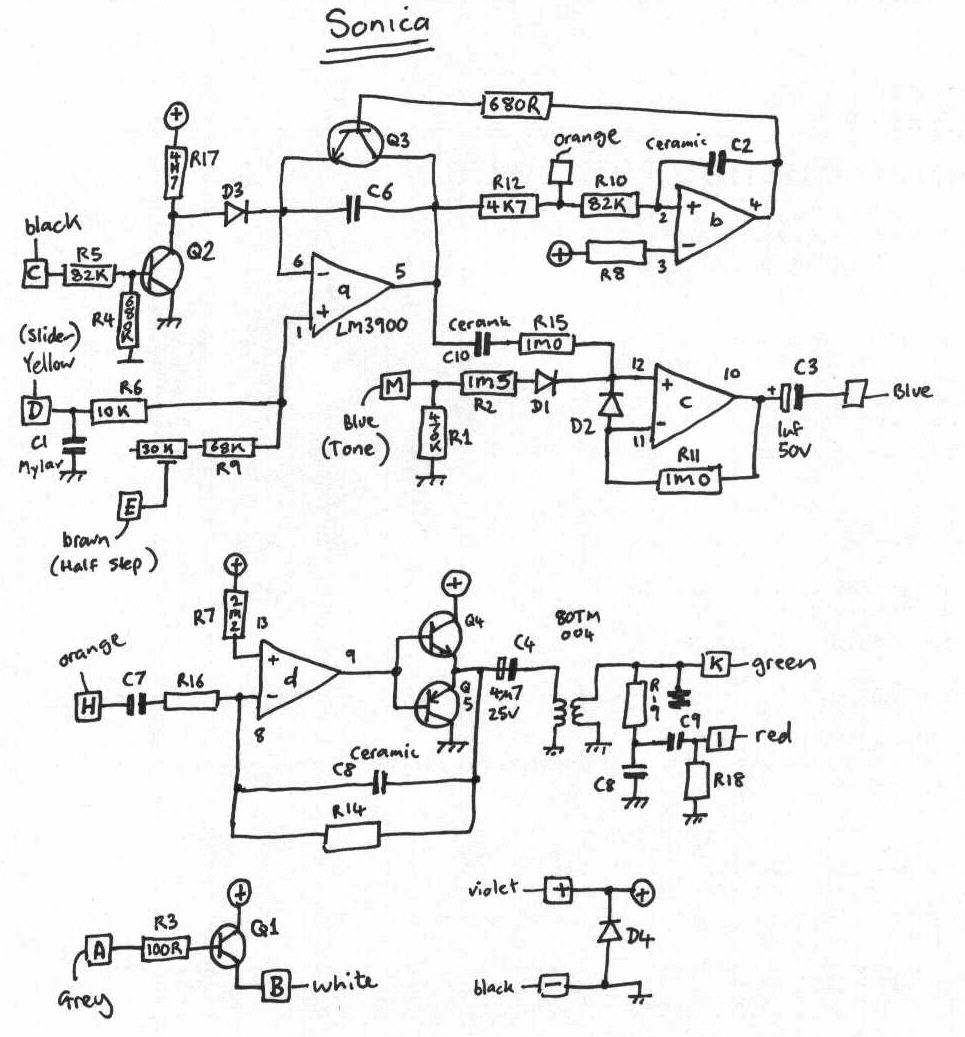 Sonica
680R
+
4K7 R17
Q3
orange
ceramic C2
D3
C6
R12
4K7
R10
82K
2 + b 4
black
Q2
C
R5
82K
+ R8 - 3
6 - a 5
1 + LM3900
R4 680R
(Slider)
Yellow
ceramic R15
C10 1M0
12
10
C3
D
R6
10K
M
1m5
R2
D1
+ c
+
Blue
Blue
(Tone)
470K R1
D2
11 -
1uf
50V
C1
Mylar
30K
68K
R9
R11
1M0
E
brown
(Half Step)
+
R7 2m2
13
+
Q4
80TM
004
orange
+ d 9
C4
K green
H
C7
R16
-
8
Q5
4u7
25V
R19
C9
I red
ceramic
C8
C8
R18
R14
+
violet + +
R3
Q1
D4
A
100R
Grey
B white
black -